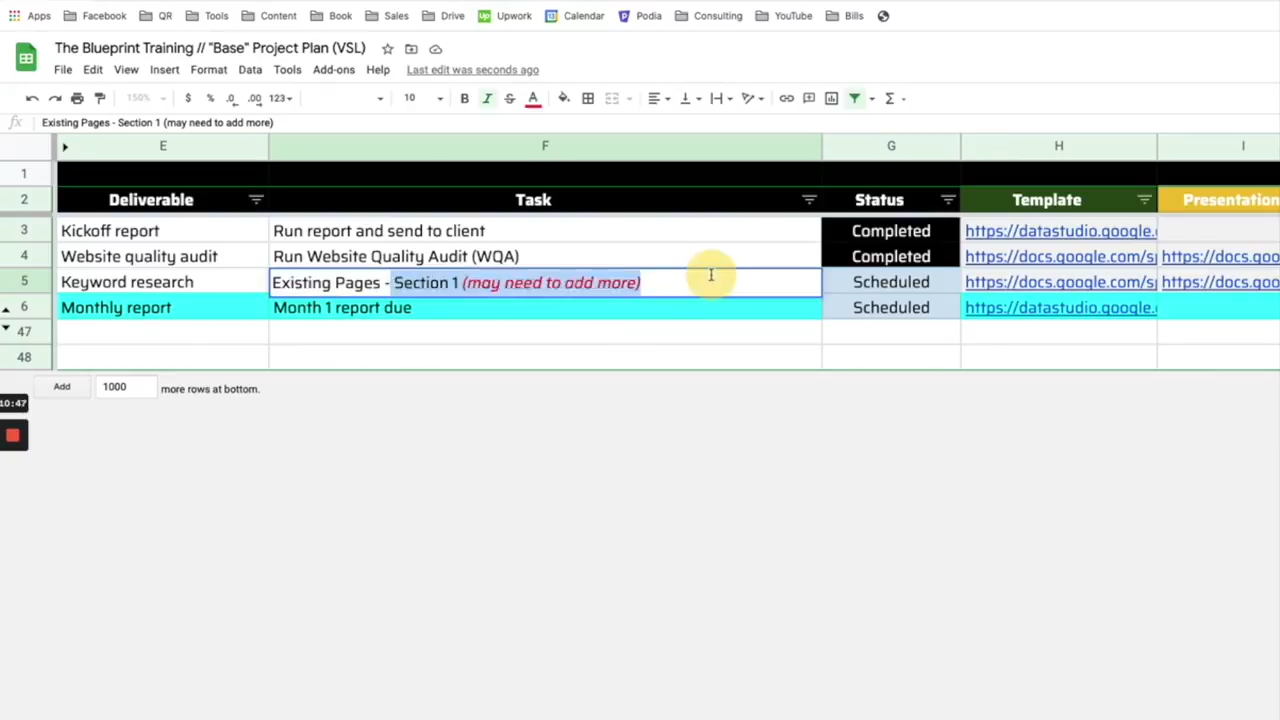 Apps Facebook QR Tools Content Book Sales Drive Up Upwork Calendar Podia Consulting YouTube Bills
The Blueprint Training // "Base" Project Plan (VSL)
File Edit View Insert Format Data Tools Add-ons Help Last edit was seconds ago
150% $ % .0 .00 123 10 B I S A Σ
fx Existing Pages - Section 1 (may need to add more)
E F G H I
1
2 Deliverable Task Status Template Presentation
3 Kickoff report Run report and send to client Completed https://datastudio.google.
4 Website quality audit Run Website Quality Audit (WQA) Completed https://docs.google.com/sp https://docs.goo
5 Keyword research Existing Pages - Section 1 (may need to add more) Scheduled https://docs.google.com/sp https://docs.goo
6 Monthly report Month 1 report due Scheduled https://datastudio.google.
47
48
Add 1000 more rows at bottom.
10:47